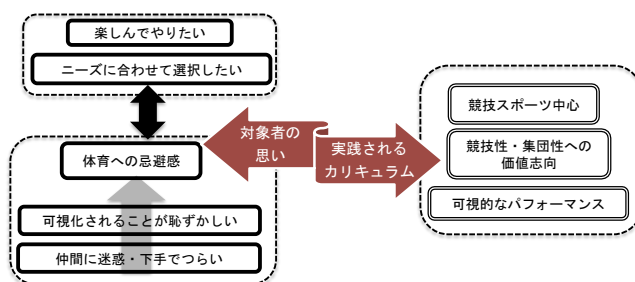 楽しんでやりたい
ニーズに合わせて選択したい
体育への忌避感
可視化されることが恥ずかしい
仲間に迷惑・下手でつらい
対象者の
思い
実践される
カリキュラム
競技スポーツ中心
競技性・集団性への
価値志向
可視的なパフォーマンス